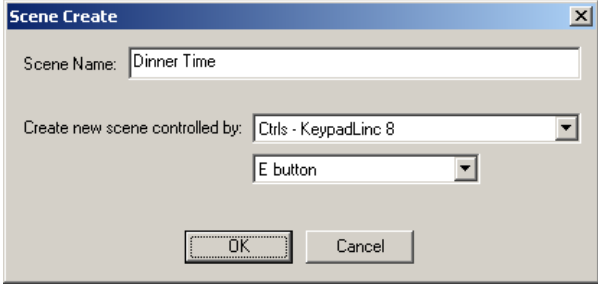 Scene Create
Scene Name: Dinner Time
Create new scene controlled by: Ctrls - KeypadLinc 8
E button
OK Cancel